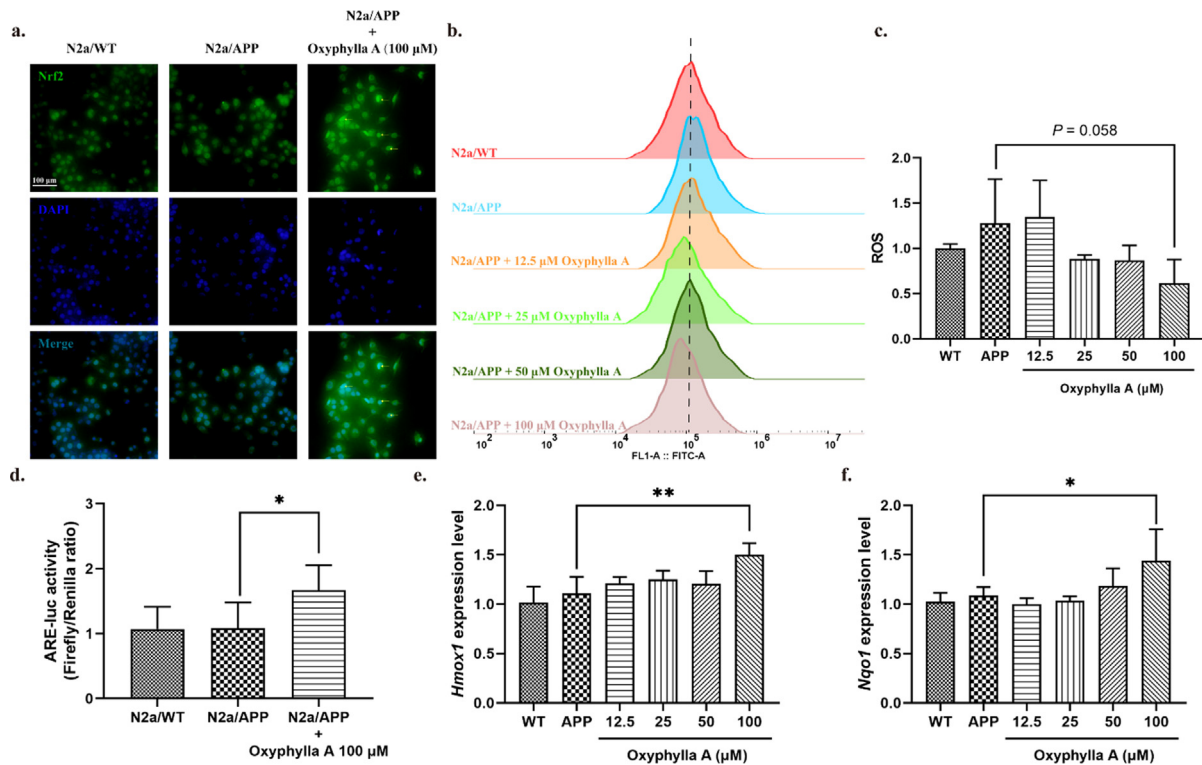 a.
N2a/WT
N2a/APP
N2a/APP
+
Oxyphylla A (100 μM)
Nrf2
100 μm
DAPI
Merge
b.
N2a/WT
N2a/APP
N2a/APP + 12.5 μM Oxyphylla A
N2a/APP + 25 μM Oxyphylla A
N2a/APP + 50 μM Oxyphylla A
N2a/APP + 100 μM Oxyphylla A
10^2 10^3 10^4 10^5 10^6 10^7
FL1-A :: FITC-A
c.
P = 0.058
ROS
2.0
1.5
1.0
0.5
0.0
WT APP 12.5 25 50 100
Oxyphylla A (μM)
d.
*
ARE-luc activity
(Firefly/Renilla ratio)
3
2
1
0
N2a/WT N2a/APP N2a/APP
+
Oxyphylla A 100 μM
e.
**
Hmox1 expression level
2.0
1.5
1.0
0.5
0.0
WT APP 12.5 25 50 100
Oxyphylla A (μM)
f.
*
Nqo1 expression level
2.0
1.5
1.0
0.5
0.0
WT APP 12.5 25 50 100
Oxyphylla A (μM)